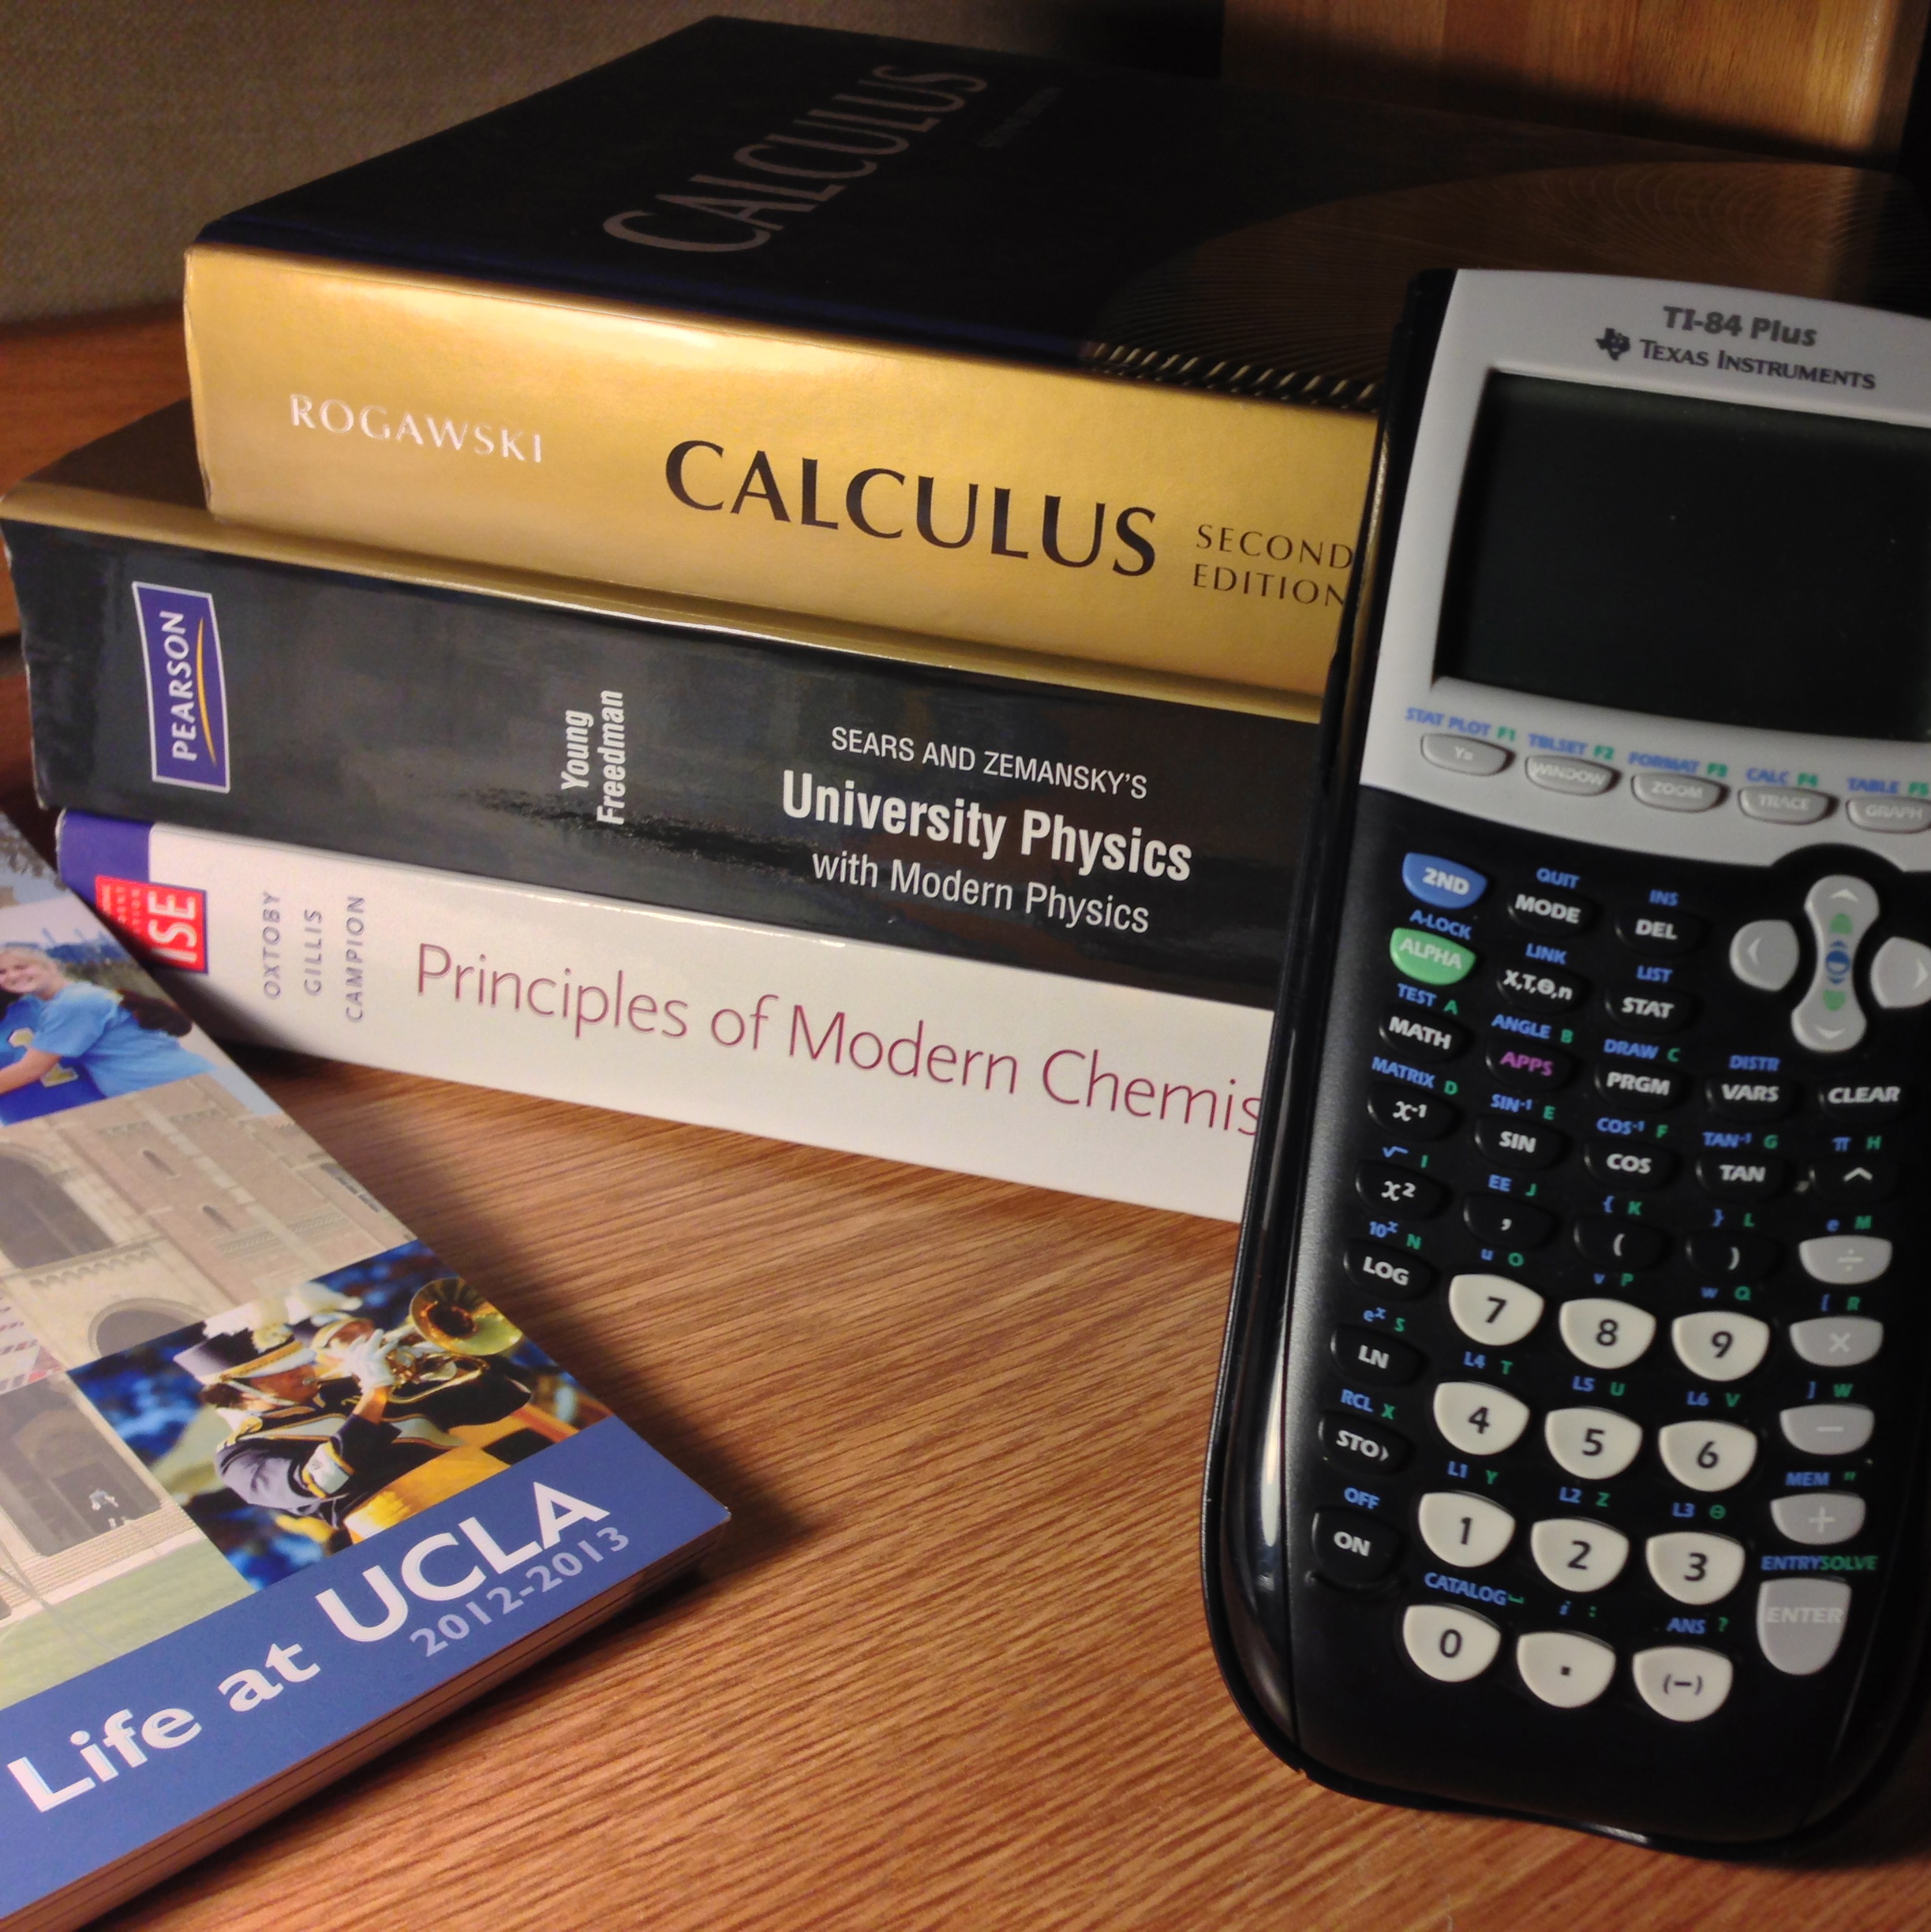 CALCULUS
ROGAWSKI
CALCULUS
SECOND
EDITION
PEARSON
Young
Freedman
SEARS AND ZEMANSKY'S
University Physics
with Modern Physics
ISE
OXTOBY
GILLIS
CAMPION
Principles of Modern Chemis
Life at UCLA
2012-2013
TI-84 Plus
TEXAS INSTRUMENTS
STAT PLOT F1 TBLSET F2 FORMAT F3 CALC F4 TABLE F5
Y= WINDOW ZOOM TRACE GRAPH
QUIT INS
2ND MODE DEL
A-LOCK LINK LIST
ALPHA X,T,Θ,n STAT
TEST A ANGLE B DRAW C DISTR
MATH APPS PRGM VARS CLEAR
MATRIX D SIN⁻¹ E COS⁻¹ F TAN⁻¹ G π H
x⁻¹ SIN COS TAN ^
√ I EE J { K } L e M
x² , ( ) ÷
10ˣ N u O v P w Q [ R
LOG 7 8 9 ×
eˣ S L4 T L5 U L6 V ] W
LN 4 5 6 −
RCL X L1 Y L2 Z L3 Θ MEM "
STO› 1 2 3 +
OFF CATALOG i : ANS ? ENTRY SOLVE
ON 0 . (−) ENTER